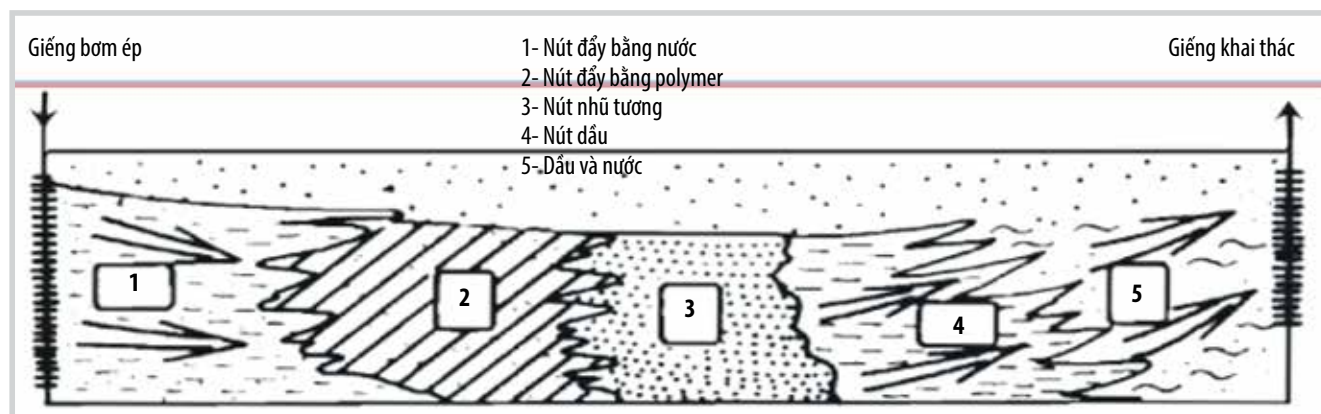 Giếng bơm ép
1- Nút đẩy bằng nước
2- Nút đẩy bằng polymer
3- Nút nhũ tương
4- Nút dầu
5- Dầu và nước
Giếng khai thác
1
2
3
4
5